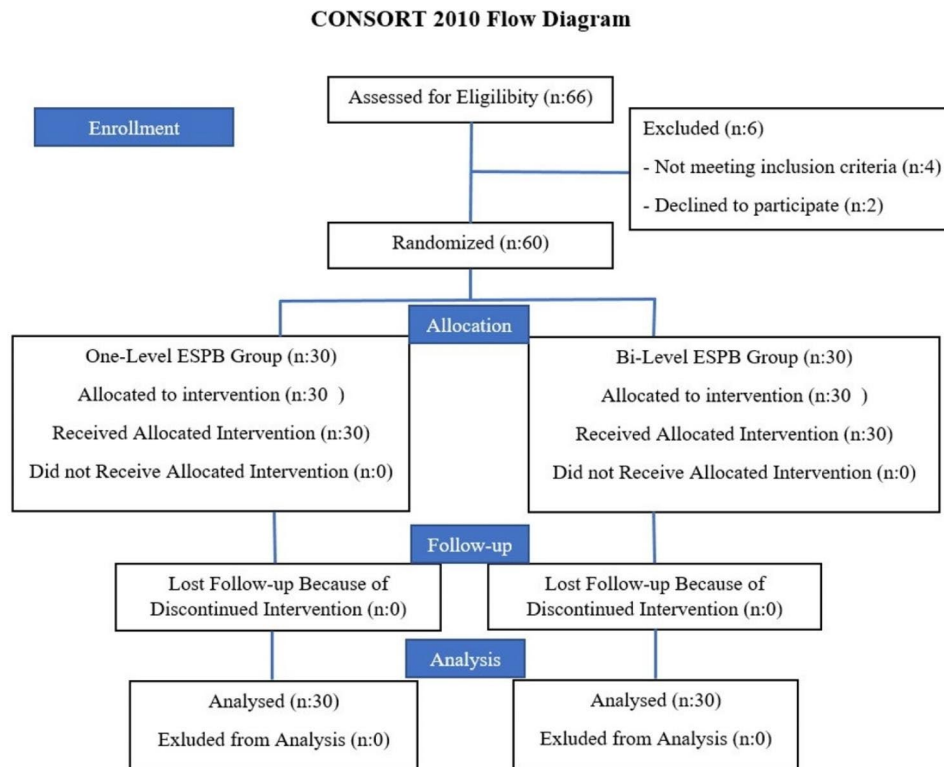 CONSORT 2010 Flow Diagram
Assessed for Eligilibity (n:66)
Enrollment
Excluded (n:6)
- Not meeting inclusion criteria (n:4)
- Declined to participate (n:2)
Randomized (n:60)
Allocation
One-Level ESPB Group (n:30)
Allocated to intervention (n:30  )
Received Allocated Intervention (n:30)
Did not Receive Allocated Intervention (n:0)
Bi-Level ESPB Group (n:30)
Allocated to intervention (n:30  )
Received Allocated Intervention (n:30)
Did not Receive Allocated Intervention (n:0)
Follow-up
Lost Follow-up Because of
Discontinued Intervention (n:0)
Lost Follow-up Because of
Discontinued Intervention (n:0)
Analysis
Analysed (n:30)
Exluded from Analysis (n:0)
Analysed (n:30)
Exluded from Analysis (n:0)